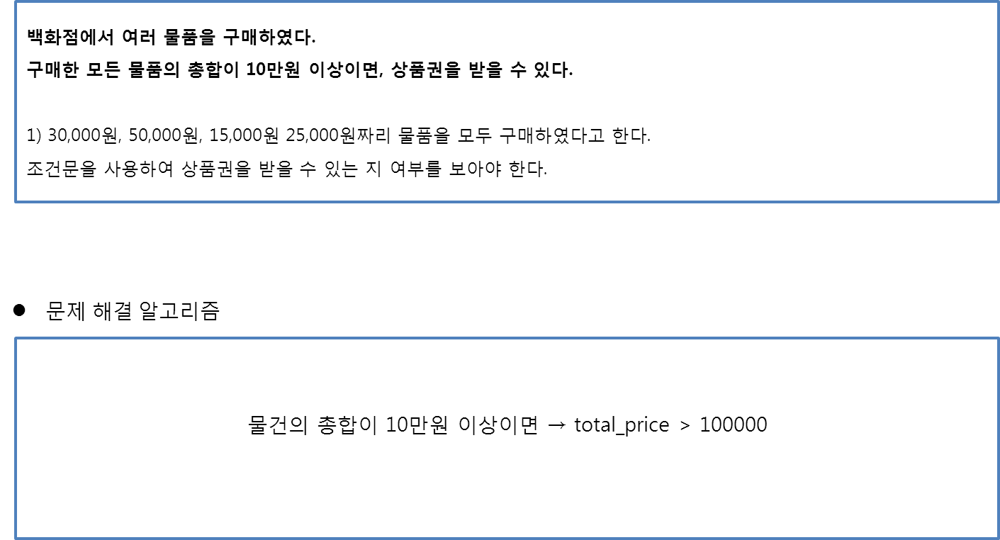 백화점에서 여러 물품을 구매하였다.
구매한 모든 물품의 총합이 10만원 이상이면, 상품권을 받을 수 있다.
1) 30,000원, 50,000원, 15,000원 25,000원짜리 물품을 모두 구매하였다고 한다.
조건문을 사용하여 상품권을 받을 수 있는 지 여부를 보아야 한다.
● 문제 해결 알고리즘
물건의 총합이 10만원 이상이면 → total_price > 100000